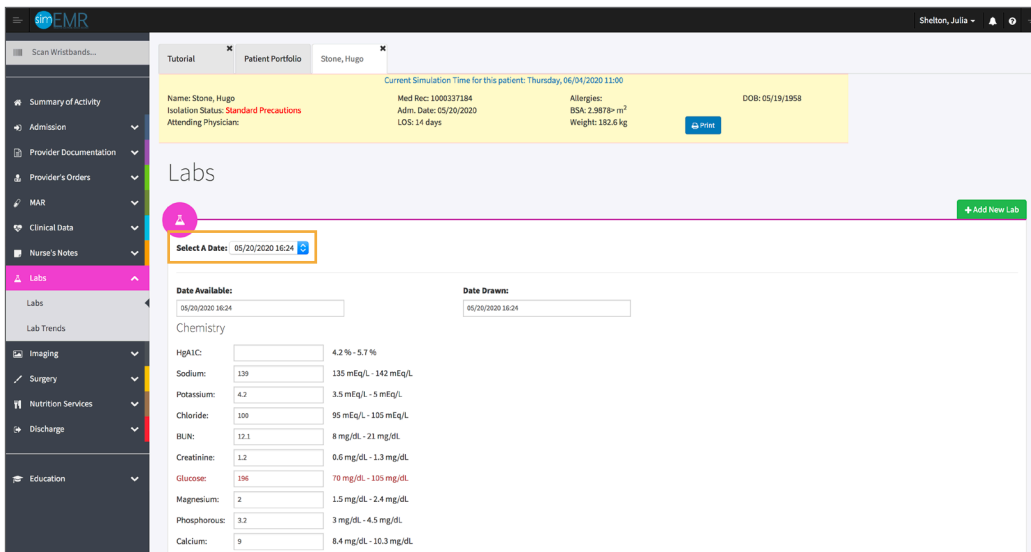 simEMR
Shelton, Julia
Scan Wristbands...
Tutorial
Patient Portfolio
Stone, Hugo
Current Simulation Time for this patient: Thursday, 06/04/2020 11:00
Name: Stone, Hugo
Med Rec: 1000337184
Allergies:
DOB: 05/19/1958
Isolation Status: Standard Precautions
Adm. Date: 05/20/2020
BSA: 2.9878> m²
Attending Physician:
LOS: 14 days
Weight: 182.6 kg
Print
Summary of Activity
Admission
Provider Documentation
Provider's Orders
MAR
Clinical Data
Nurse's Notes
Labs
Labs
Lab Trends
Imaging
Surgery
Nutrition Services
Discharge
Education
Labs
+ Add New Lab
Select A Date: 05/20/2020 16:24
Date Available:
Date Drawn:
05/20/2020 16:24
05/20/2020 16:24
Chemistry
HgA1C: 4.2 % - 5.7 %
Sodium: 139 135 mEq/L - 142 mEq/L
Potassium: 4.2 3.5 mEq/L - 5 mEq/L
Chloride: 100 95 mEq/L - 105 mEq/L
BUN: 12.1 8 mg/dL - 21 mg/dL
Creatinine: 1.2 0.6 mg/dL - 1.3 mg/dL
Glucose: 196 70 mg/dL - 105 mg/dL
Magnesium: 2 1.5 mg/dL - 2.4 mg/dL
Phosphorous: 3.2 3 mg/dL - 4.5 mg/dL
Calcium: 9 8.4 mg/dL - 10.3 mg/dL